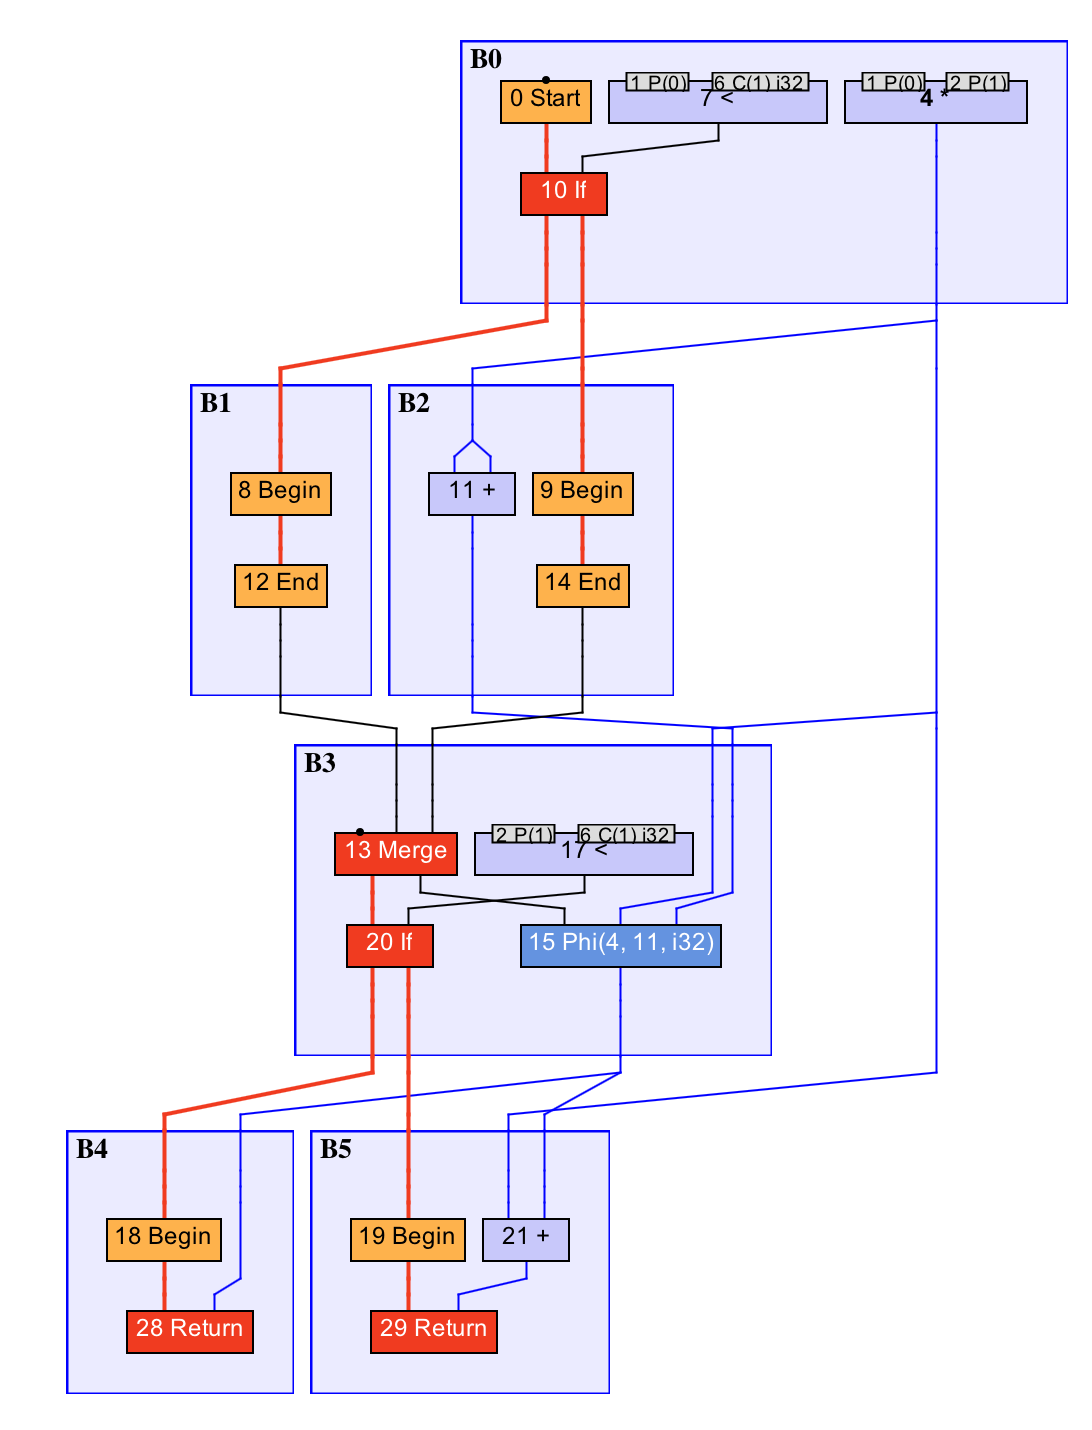 B0
1 P(0) 6 C(1) i32 1 P(0) 2 P(1)
0 Start 7 < 4 *
10 If
B1 B2
8 Begin 11 + 9 Begin
12 End 14 End
B3
2 P(1) 6 C(1) i32
13 Merge 17 <
20 If 15 Phi(4, 11, i32)
B4 B5
18 Begin 19 Begin 21 +
28 Return 29 Return